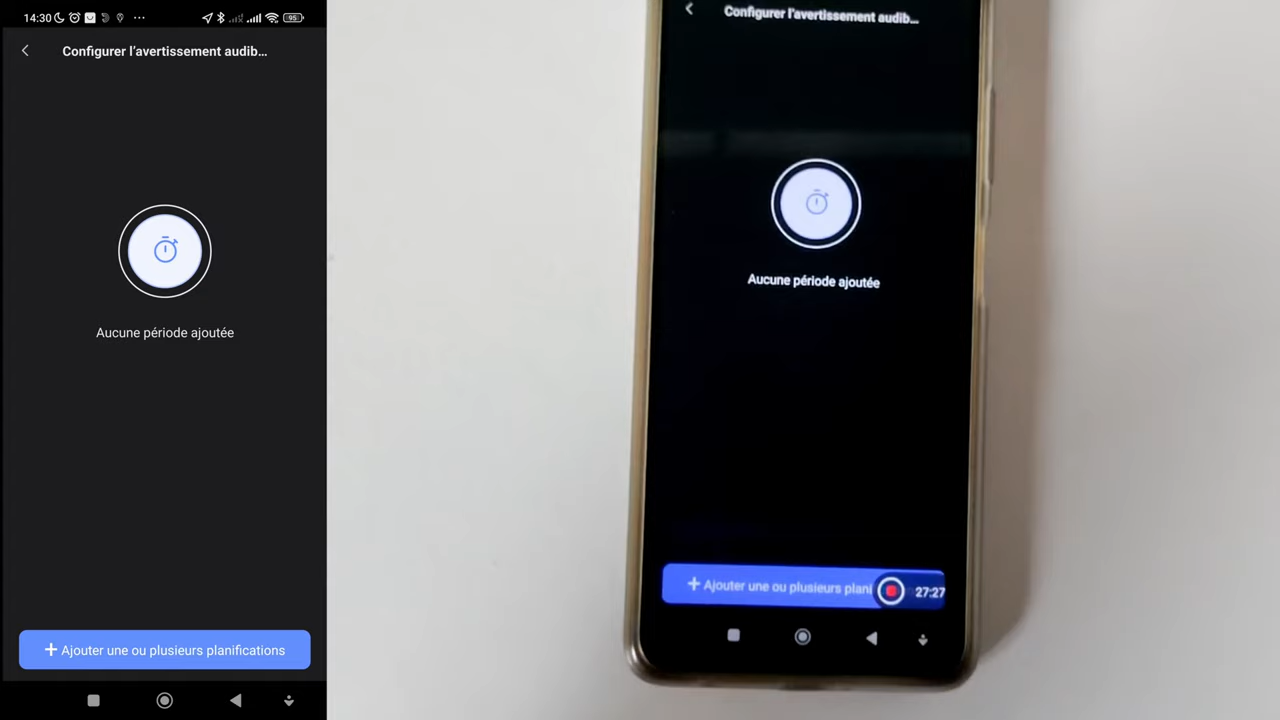 14:30
95
Configurer l’avertissement audib...
Aucune période ajoutée
+ Ajouter une ou plusieurs planifications
Configurer l’avertissement audib...
Aucune période ajoutée
+ Ajouter une ou plusieurs plani
27:27